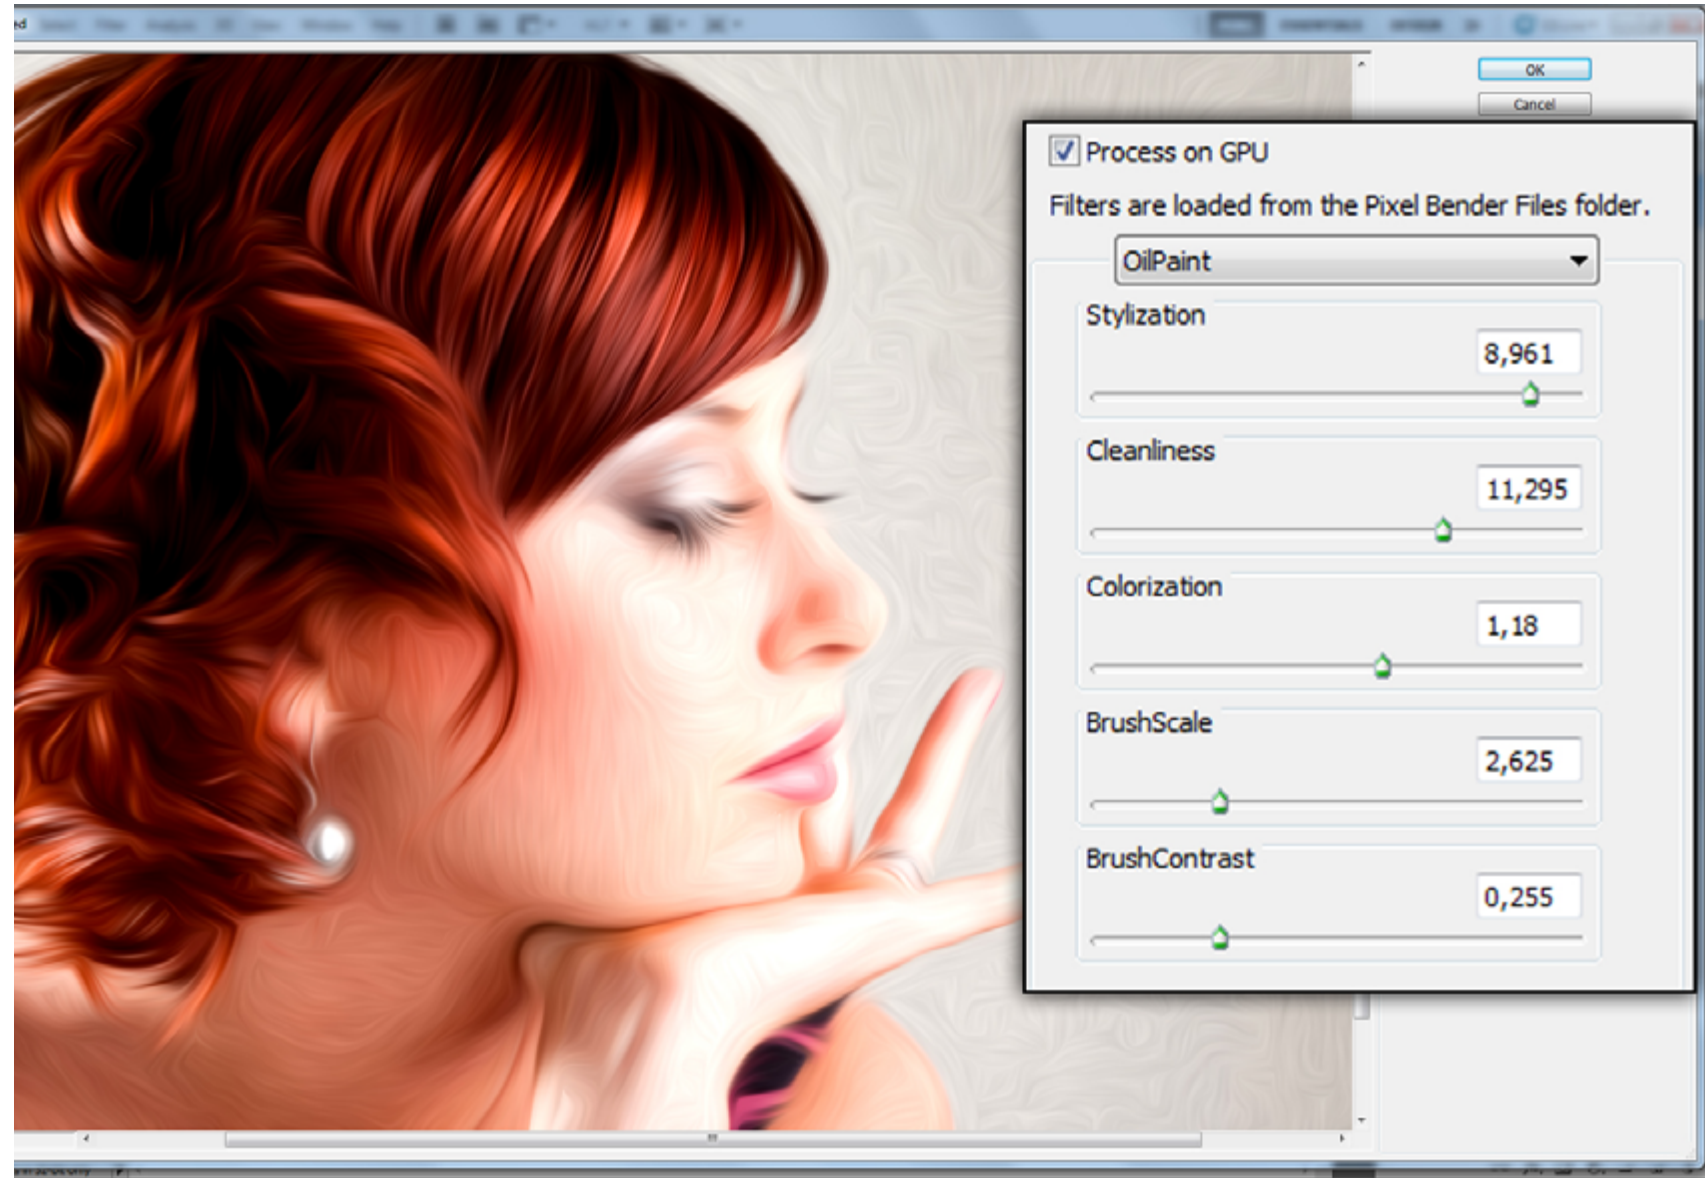 OK
Cancel
Process on GPU
Filters are loaded from the Pixel Bender Files folder.
OilPaint
Stylization
8,961
Cleanliness
11,295
Colorization
1,18
BrushScale
2,625
BrushContrast
0,255